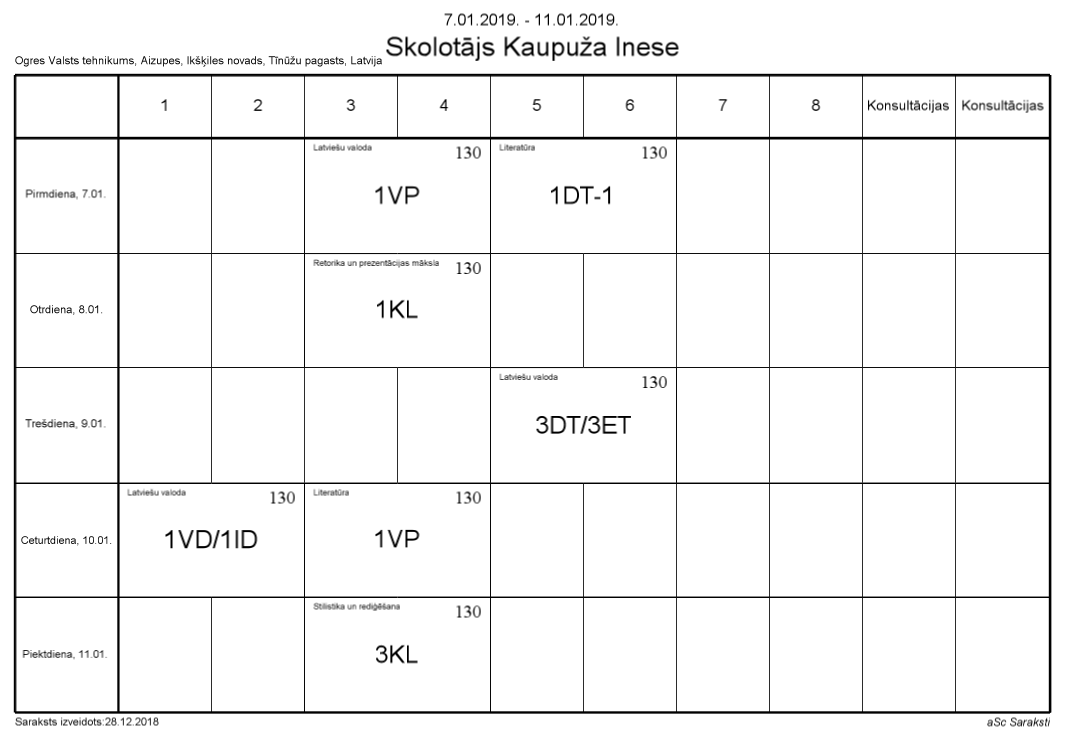 7.01.2019. - 11.01.2019.
Skolotājs Kaupuža Inese
Ogres Valsts tehnikums, Aizupes, Ikšķiles novads, Tīnūžu pagasts, Latvija
1 2 3 4 5 6 7 8 Konsultācijas Konsultācijas
Pirmdiena, 7.01.
Latviešu valoda 130
1VP
Literatūra 130
1DT-1
Otrdiena, 8.01.
Retorika un prezentācijas māksla 130
1KL
Trešdiena, 9.01.
Latviešu valoda 130
3DT/3ET
Ceturtdiena, 10.01.
Latviešu valoda 130
1VD/1ID
Literatūra 130
1VP
Piektdiena, 11.01.
Stilistika un rediģēšana 130
3KL
Saraksts izveidots:28.12.2018
aSc Saraksti